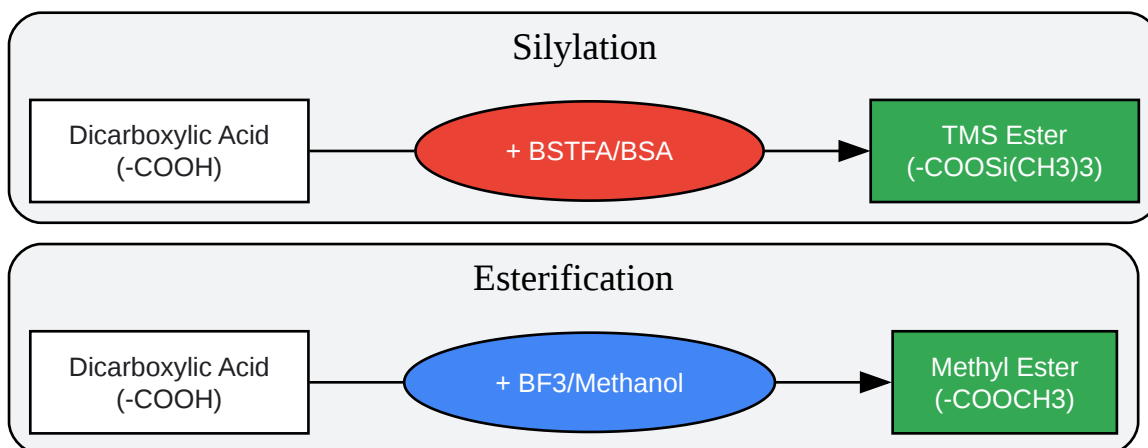 Silylation
Dicarboxylic Acid
(-COOH)
+ BSTFA/BSA
TMS Ester
(-COOSi(CH3)3)
Esterification
Dicarboxylic Acid
(-COOH)
+ BF3/Methanol
Methyl Ester
(-COOCH3)